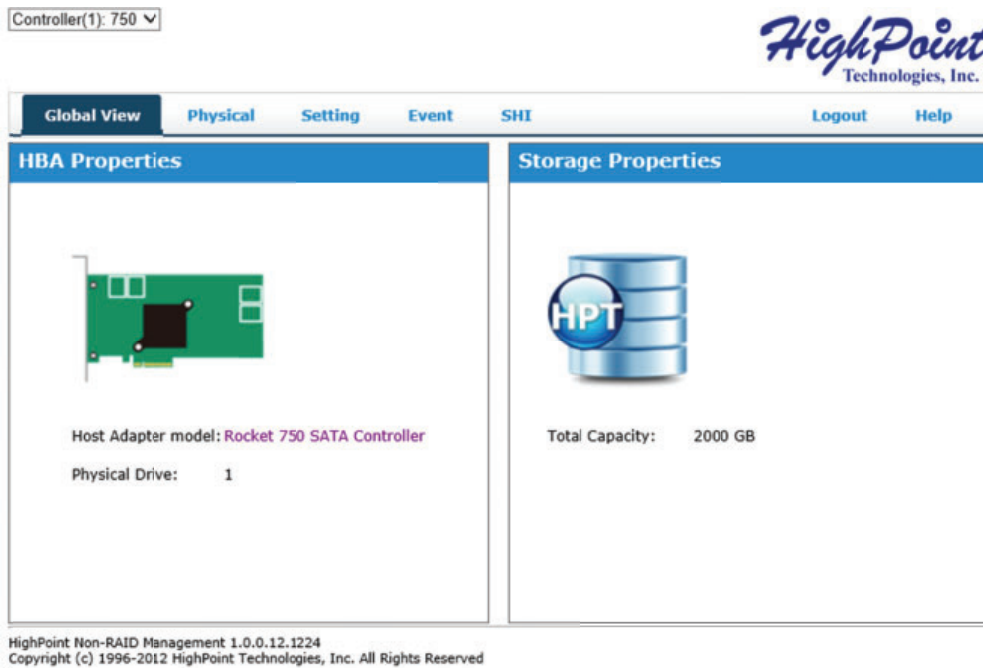 Controller(1): 750
HighPoint
Technologies, Inc.
Global View Physical Setting Event SHI Logout Help
HBA Properties
Storage Properties
HPT
Host Adapter model: Rocket 750 SATA Controller
Physical Drive: 1
Total Capacity: 2000 GB
HighPoint Non-RAID Management 1.0.0.12.1224
Copyright (c) 1996-2012 HighPoint Technologies, Inc. All Rights Reserved